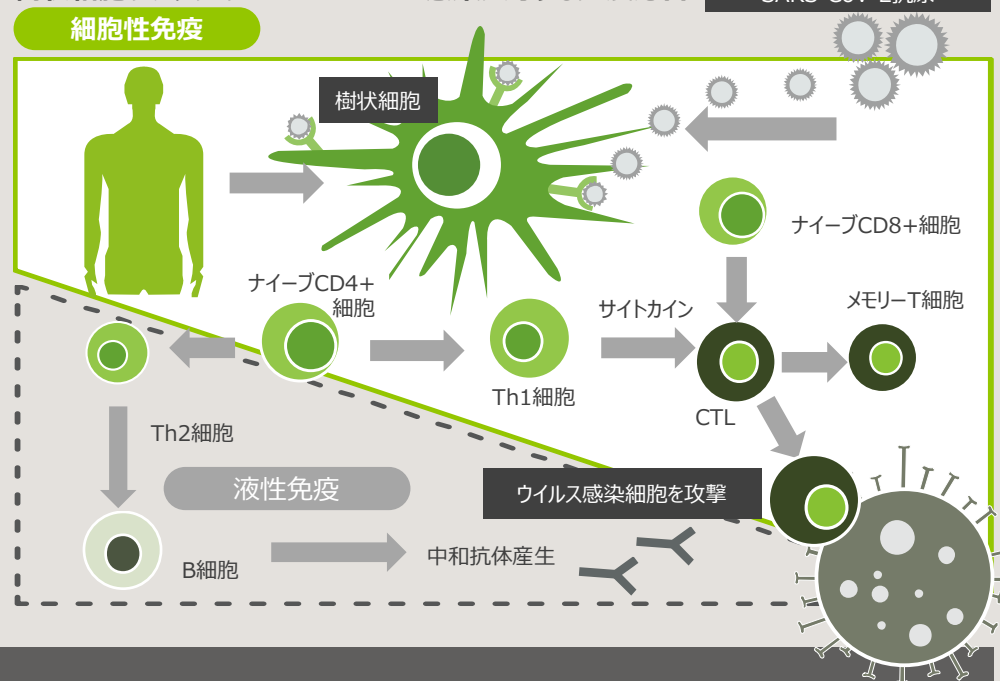 細胞性免疫
樹状細胞
ナイーブCD8+細胞
ナイーブCD4+
細胞
サイトカイン
メモリーT細胞
Th1細胞
CTL
Th2細胞
液性免疫
ウイルス感染細胞を攻撃
B細胞
中和抗体産生